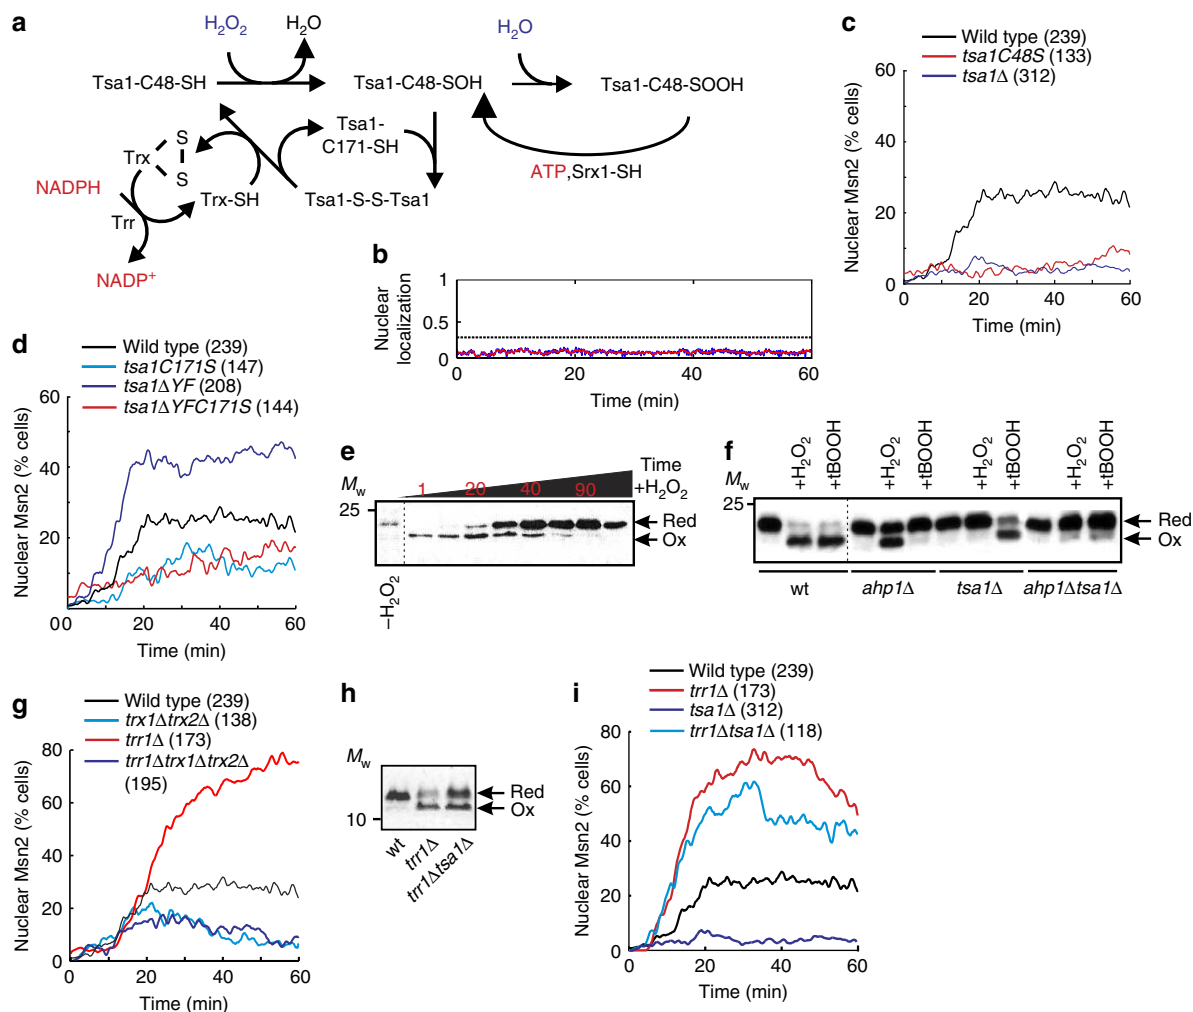 a
H2O2
H2O
H2O
Tsa1-C48-SH
Tsa1-C48-SOH
Tsa1-C48-SOOH
Tsa1-
C171-SH
Trx
S
S
NADPH
Trr
Trx-SH
Tsa1-S-S-Tsa1
ATP,Srx1-SH
NADP+
b
Nuclear
localization
1
0.5
0
0
20
40
60
Time (min)
c
Wild type (239)
tsa1C48S (133)
tsa1Δ (312)
Nuclear Msn2 (% cells)
60
40
20
0
0
20
40
60
Time (min)
d
Wild type (239)
tsa1C171S (147)
tsa1ΔYF (208)
tsa1ΔYFC171S (144)
Nuclear Msn2 (% cells)
60
40
20
0
0
20
40
60
Time (min)
e
Mw
25
1
20
40
90
Time
+H2O2
Red
Ox
–H2O2
f
Mw
25
+H2O2
+tBOOH
+H2O2
+tBOOH
+H2O2
+tBOOH
+H2O2
+tBOOH
Red
Ox
wt
ahp1Δ
tsa1Δ
ahp1Δtsa1Δ
g
Wild type (239)
trx1Δtrx2Δ (138)
trr1Δ (173)
trr1Δtrx1Δtrx2Δ
(195)
Nuclear Msn2 (% cells)
80
60
40
20
0
0
20
40
60
Time (min)
h
Mw
10
Red
Ox
wt
trr1Δ
trr1Δtsa1Δ
i
Wild type (239)
trr1Δ (173)
tsa1Δ (312)
trr1Δtsa1Δ (118)
Nuclear Msn2 (% cells)
80
60
40
20
0
0
20
40
60
Time (min)